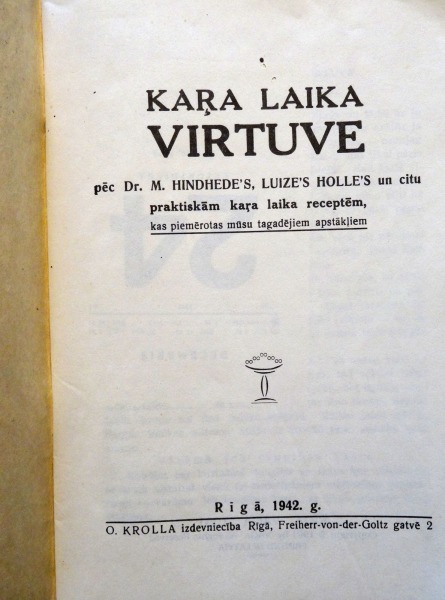 KAŖA LAIKA
VIRTUVE
pēc Dr. M. HINDHEDE'S, LUIZE'S HOLLE'S un citu
praktiskām kaŗa laika receptēm,
kas piemērotas mūsu tagadējiem apstākļiem
Rīgā, 1942. g.
O. KROLLA izdevniecība Rīgā, Freiherr-von-der-Goltz gatvē 2